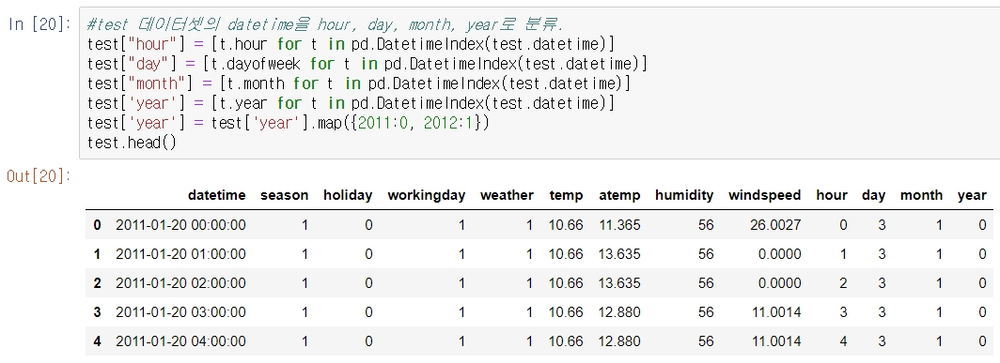 In [20]: #test 데이터셋의 datetime을 hour, day, month, year로 분류.
test["hour"] = [t.hour for t in pd.DatetimeIndex(test.datetime)]
test["day"] = [t.dayofweek for t in pd.DatetimeIndex(test.datetime)]
test["month"] = [t.month for t in pd.DatetimeIndex(test.datetime)]
test['year'] = [t.year for t in pd.DatetimeIndex(test.datetime)]
test['year'] = test['year'].map({2011:0, 2012:1})
test.head()
Out[20]:
datetime season holiday workingday weather temp atemp humidity windspeed hour day month year
0 2011-01-20 00:00:00 1 0 1 1 10.66 11.365 56 26.0027 0 3 1 0
1 2011-01-20 01:00:00 1 0 1 1 10.66 13.635 56 0.0000 1 3 1 0
2 2011-01-20 02:00:00 1 0 1 1 10.66 13.635 56 0.0000 2 3 1 0
3 2011-01-20 03:00:00 1 0 1 1 10.66 12.880 56 11.0014 3 3 1 0
4 2011-01-20 04:00:00 1 0 1 1 10.66 12.880 56 11.0014 4 3 1 0